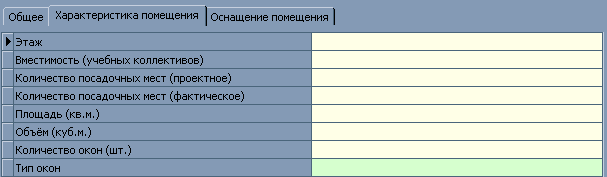 Общее Характеристика помещения Оснащение помещения
Этаж
Вместимость (учебных коллективов)
Количество посадочных мест (проектное)
Количество посадочных мест (фактическое)
Площадь (кв.м.)
Объём (куб.м.)
Количество окон (шт.)
Тип окон